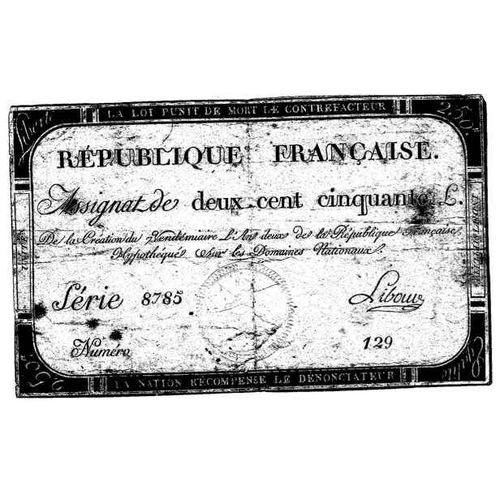 LA LOI PUNIT DE MORT LE CONTREFACTEUR
RÉPUBLIQUE FRANÇAISE.
Assignat de deux-cent cinquante L.
De la Création du Vendémiaire L'An deux de la République Française,
Hypothéqué Sur les Domaines Nationaux.
Série 8785
Numéro 129
LA NATION RÉCOMPENSE LE DÉNONCIATEUR